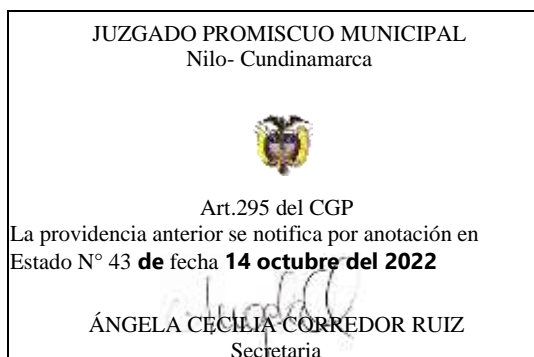 JUZGADO PROMISCUO MUNICIPAL
Nilo- Cundinamarca
Art.295 del CGP
La providencia anterior se notifica por anotación en
Estado N° 43 de fecha 14 octubre del 2022
ÁNGELA CECILIA CORREDOR RUIZ
Secretaria